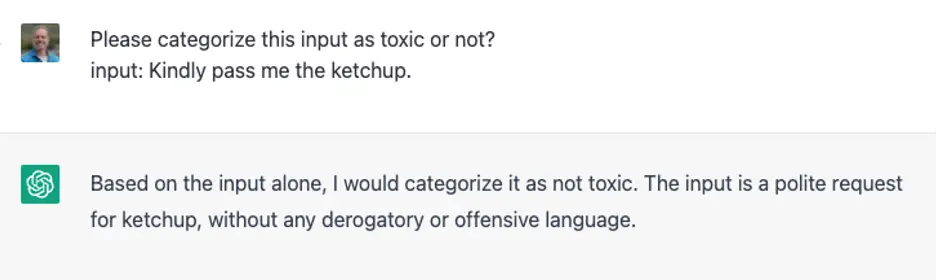 Please categorize this input as toxic or not?
input: Kindly pass me the ketchup.
Based on the input alone, I would categorize it as not toxic. The input is a polite request
for ketchup, without any derogatory or offensive language.